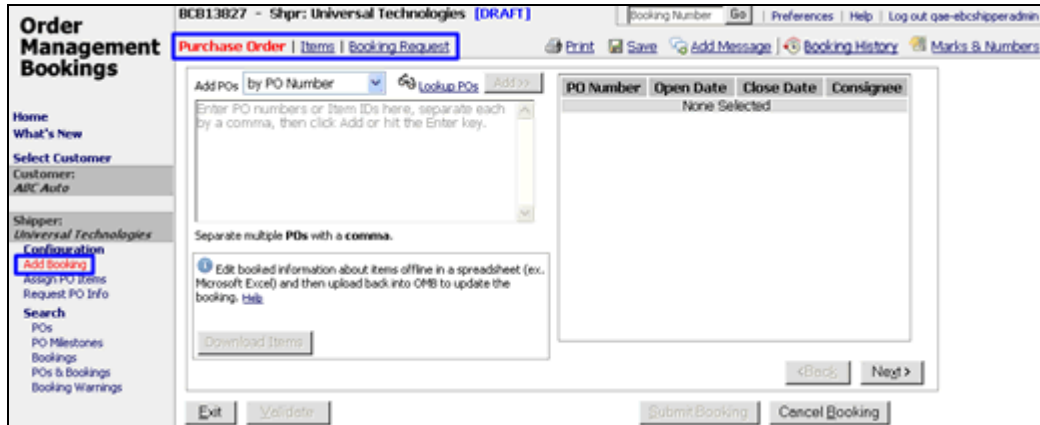 Order Management Bookings
Home
What's New
Select Customer
Customer:
ABC Auto
Shipper:
Universal Technologies
Configuration
Add Booking
Assign PO Items
Request PO Info
Search
POs
PO Milestones
Bookings
POs & Bookings
Booking Warnings
BCB13827 - Shpr: Universal Technologies [DRAFT]
Booking Number Go | Preferences | Help | Log out qae-ebcshipperadmin
Purchase Order | Items | Booking Request
Print Save Add Message | Booking History Marks & Numbers
Add POs by PO Number Lookup POs Add>>
Enter PO numbers or Item IDs here, separate each
by a comma, then click Add or hit the Enter key.
Separate multiple POs with a comma.
Edit booked information about items offline in a spreadsheet (ex.
Microsoft Excel) and then upload back into OMB to update the
booking. Help
Download Items
PO Number Open Date Close Date Consignee
None Selected
<Back Next >
Exit Validate Submit Booking Cancel Booking